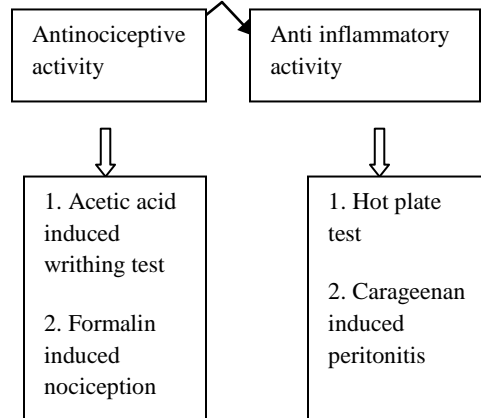 Antinociceptive
activity
Anti inflammatory
activity
1. Acetic acid
induced
writhing test
2. Formalin
induced
nociception
1. Hot plate
test
2. Carageenan
induced
peritonitis